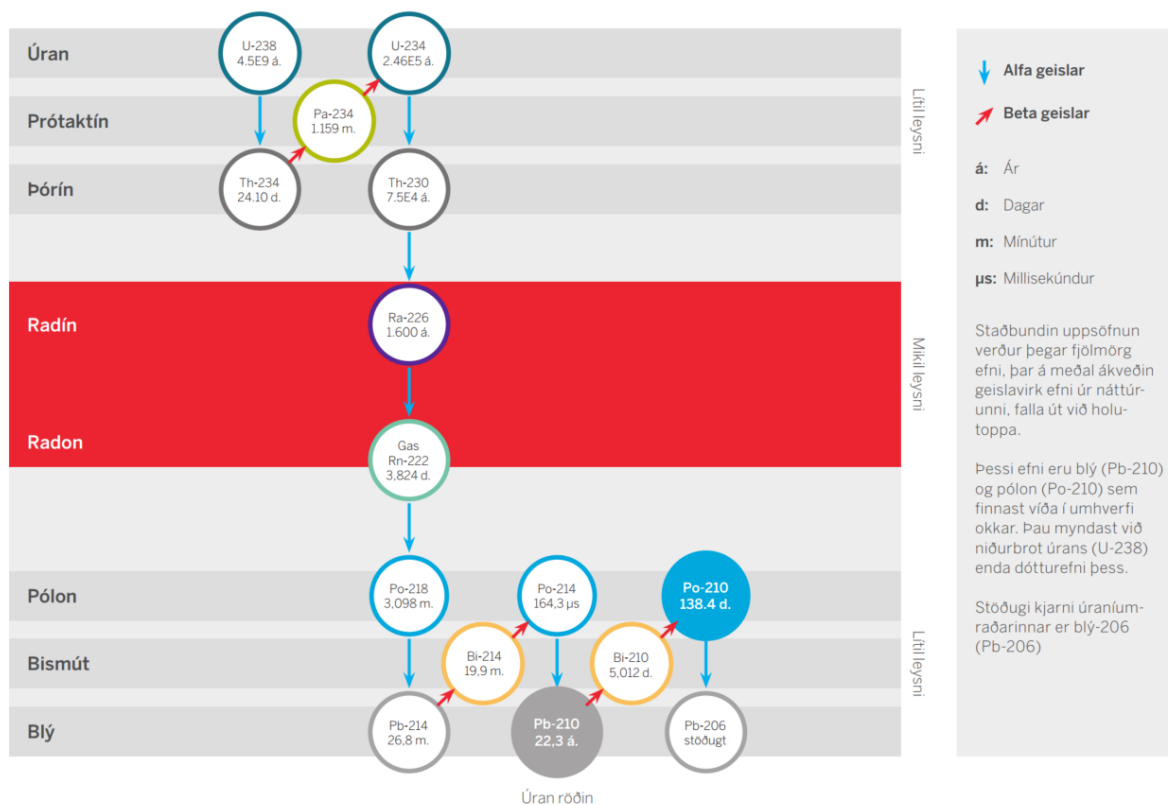 Úran
U-238
4.5E9 á.
U-234
2.46E5 á.
Prótaktín
Pa-234
1.159 m.
Þórín
Th-234
24.10 d.
Th-230
7.5E4 á.
Lítil leysni
Radín
Ra-226
1.600 á.
Radon
Gas
Rn-222
3,824 d.
Mikil leysni
Pólon
Po-218
3,098 m.
Po-214
164,3 µs
Po-210
138.4 d.
Bismút
Bi-214
19,9 m.
Bi-210
5,012 d.
Blý
Pb-214
26,8 m.
Pb-210
22,3 á.
Pb-206
stöðugt
Lítil leysni
Úran röðin
Alfa geislar
Beta geislar
á: Ár
d: Dagar
m: Mínútur
µs: Millisekúndur
Staðbundin uppsöfnun
verður þegar fjölmörg
efni, þar á meðal ákveðin
geislavirk efni úr náttúr-
unni, falla út við holu-
toppa.
Þessi efni eru blý (Pb-210)
og pólon (Po-210) sem
finnast víða í umhverfi
okkar. Þau myndast við
niðurbrot úrans (U-238)
enda dótturefni þess.
Stöðugi kjarni úraníum-
raðarinnar er blý-206
(Pb-206)